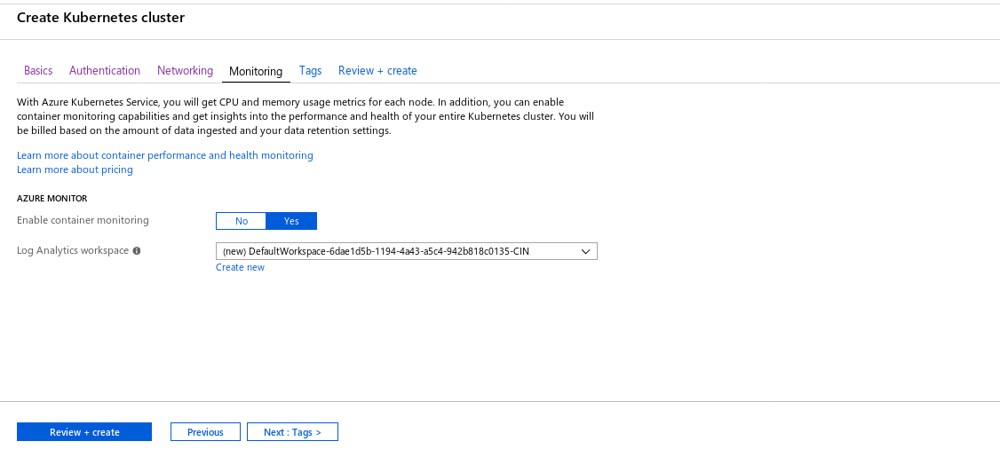 Create Kubernetes cluster
Basics Authentication Networking Monitoring Tags Review + create
With Azure Kubernetes Service, you will get CPU and memory usage metrics for each node. In addition, you can enable
container monitoring capabilities and get insights into the performance and health of your entire Kubernetes cluster. You will
be billed based on the amount of data ingested and your data retention settings.
Learn more about container performance and health monitoring
Learn more about pricing
AZURE MONITOR
Enable container monitoring No Yes
Log Analytics workspace (new) DefaultWorkspace-6dae1d5b-1194-4a43-a5c4-942b818c0135-CIN
Create new
Review + create Previous Next : Tags >